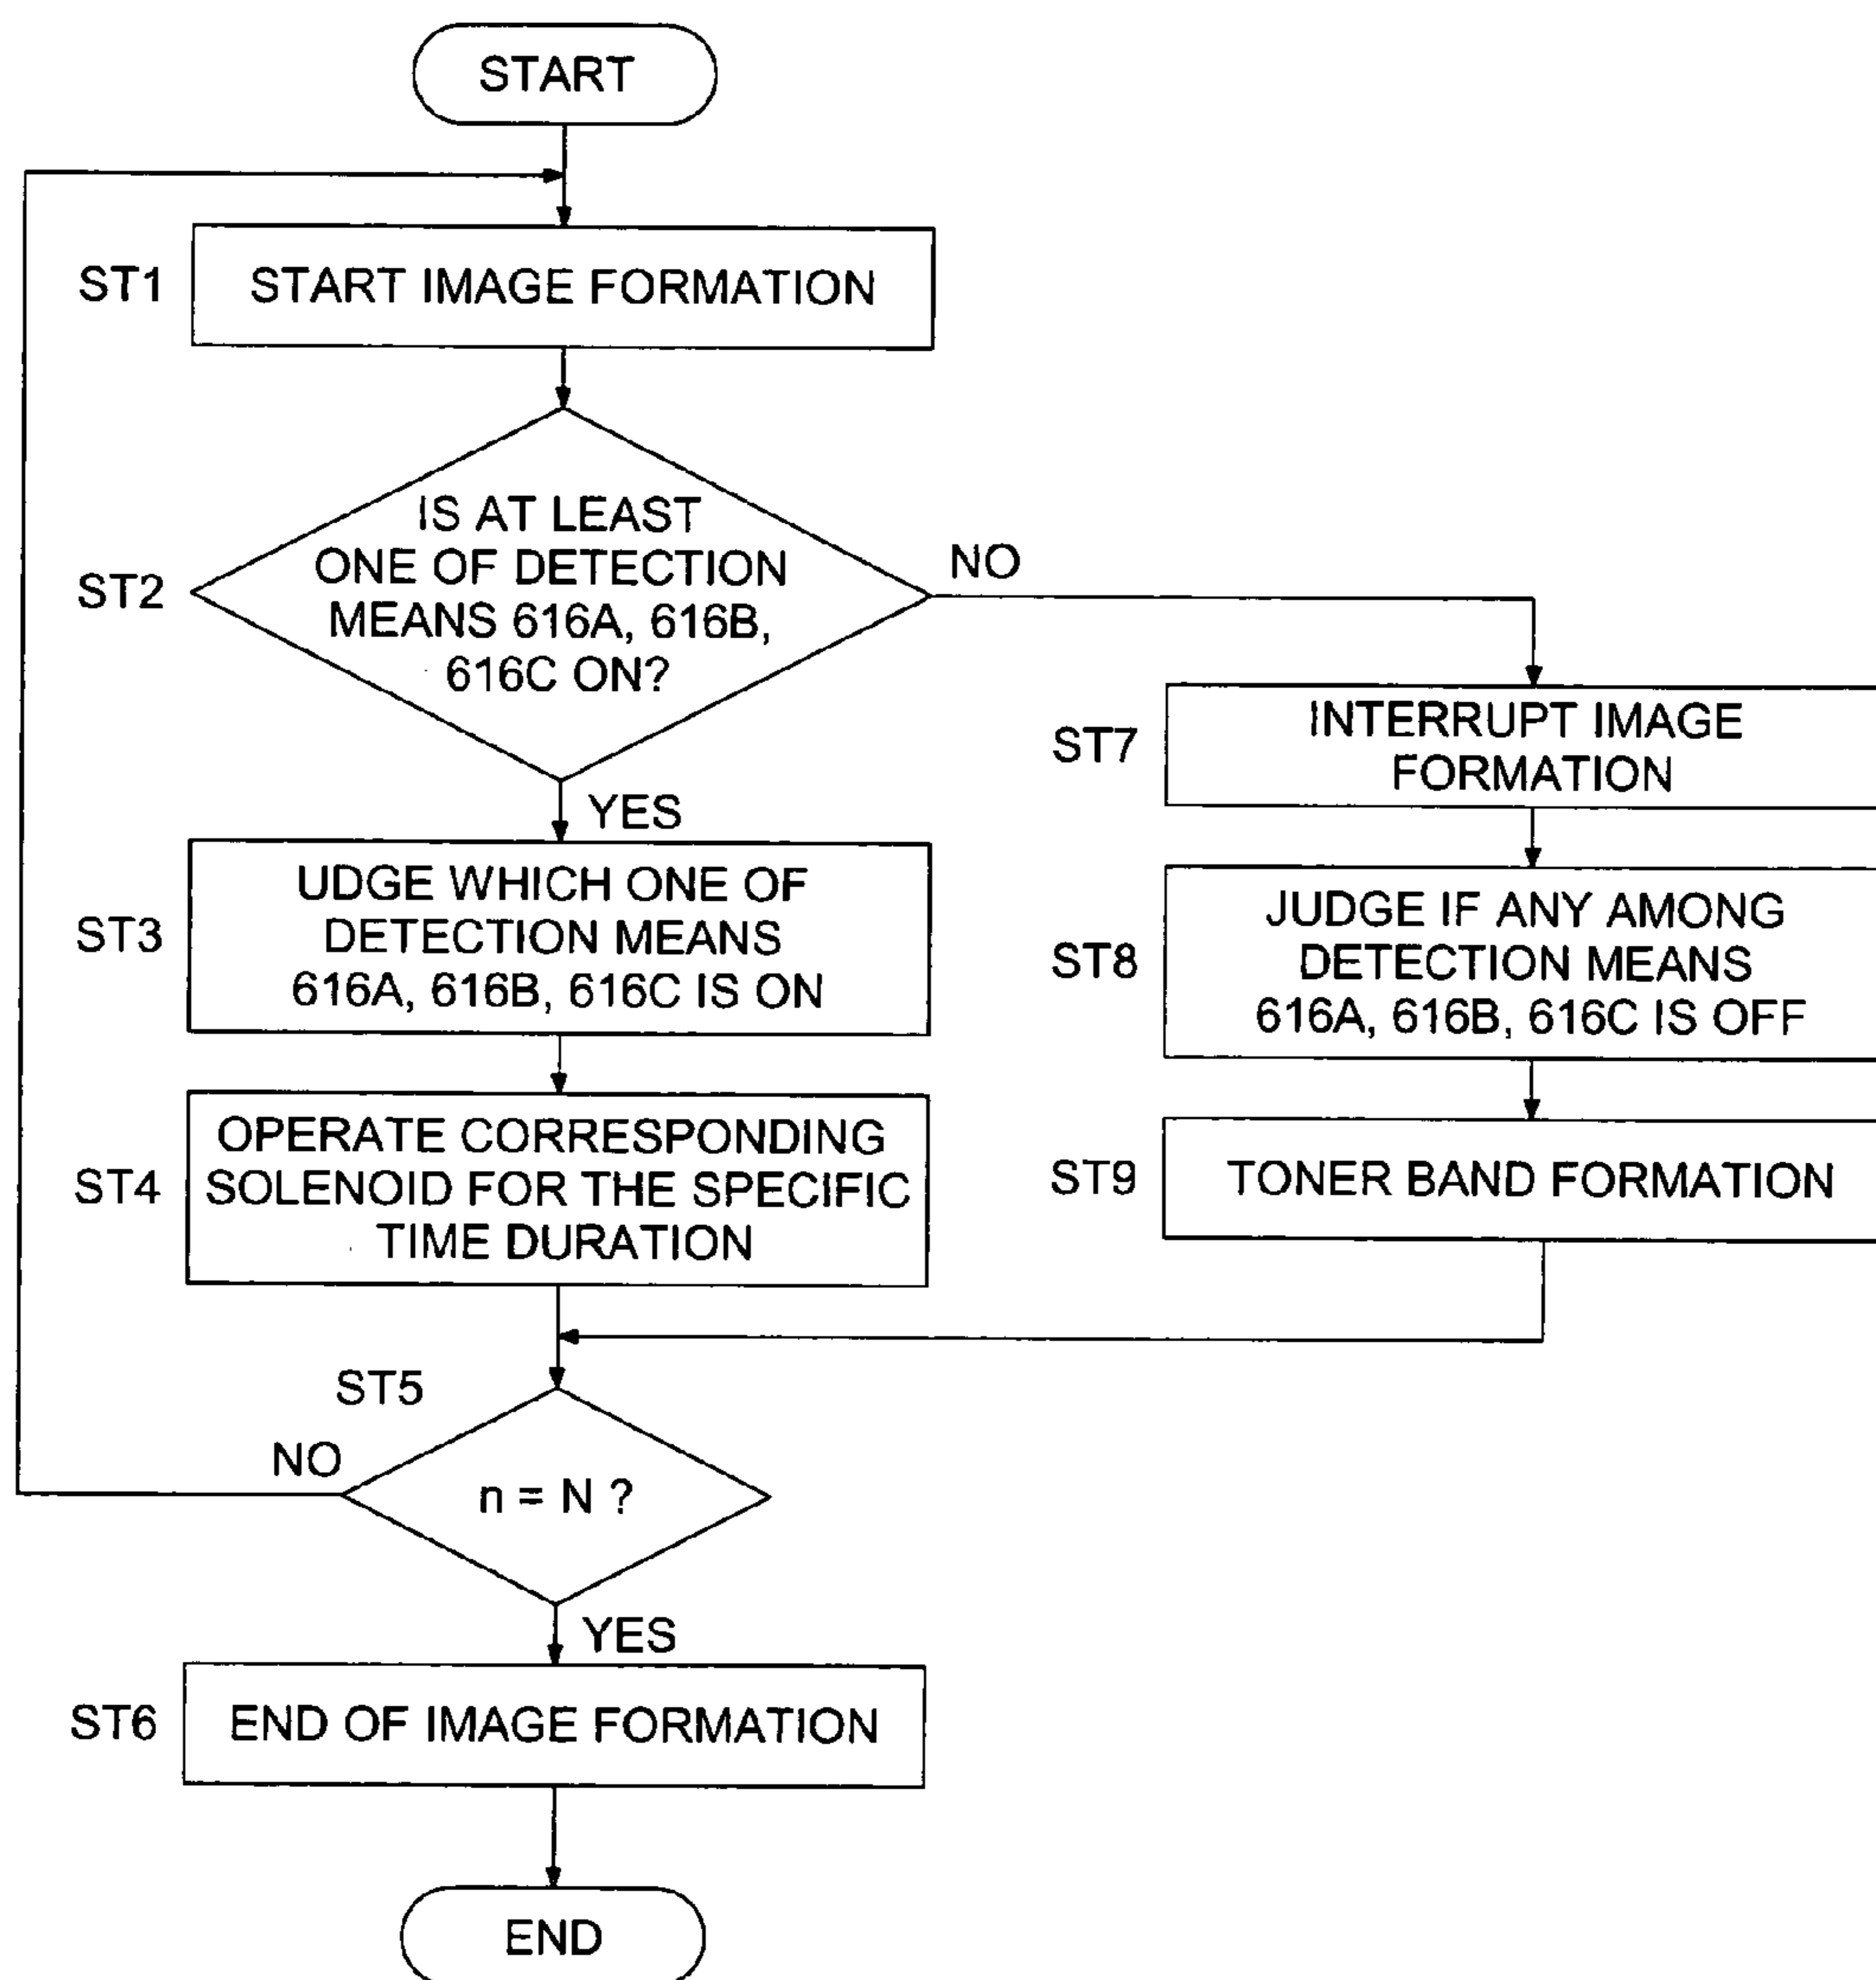 START
ST1
START IMAGE FORMATION
ST2
IS AT LEAST
ONE OF DETECTION
MEANS 616A, 616B,
616C ON?
NO
YES
ST3
UDGE WHICH ONE OF
DETECTION MEANS
616A, 616B, 616C IS ON
ST4
OPERATE CORRESPONDING
SOLENOID FOR THE SPECIFIC
TIME DURATION
ST7
INTERRUPT IMAGE
FORMATION
ST8
JUDGE IF ANY AMONG
DETECTION MEANS
616A, 616B, 616C IS OFF
ST9
TONER BAND FORMATION
ST5
NO
n = N ?
YES
ST6
END OF IMAGE FORMATION
END